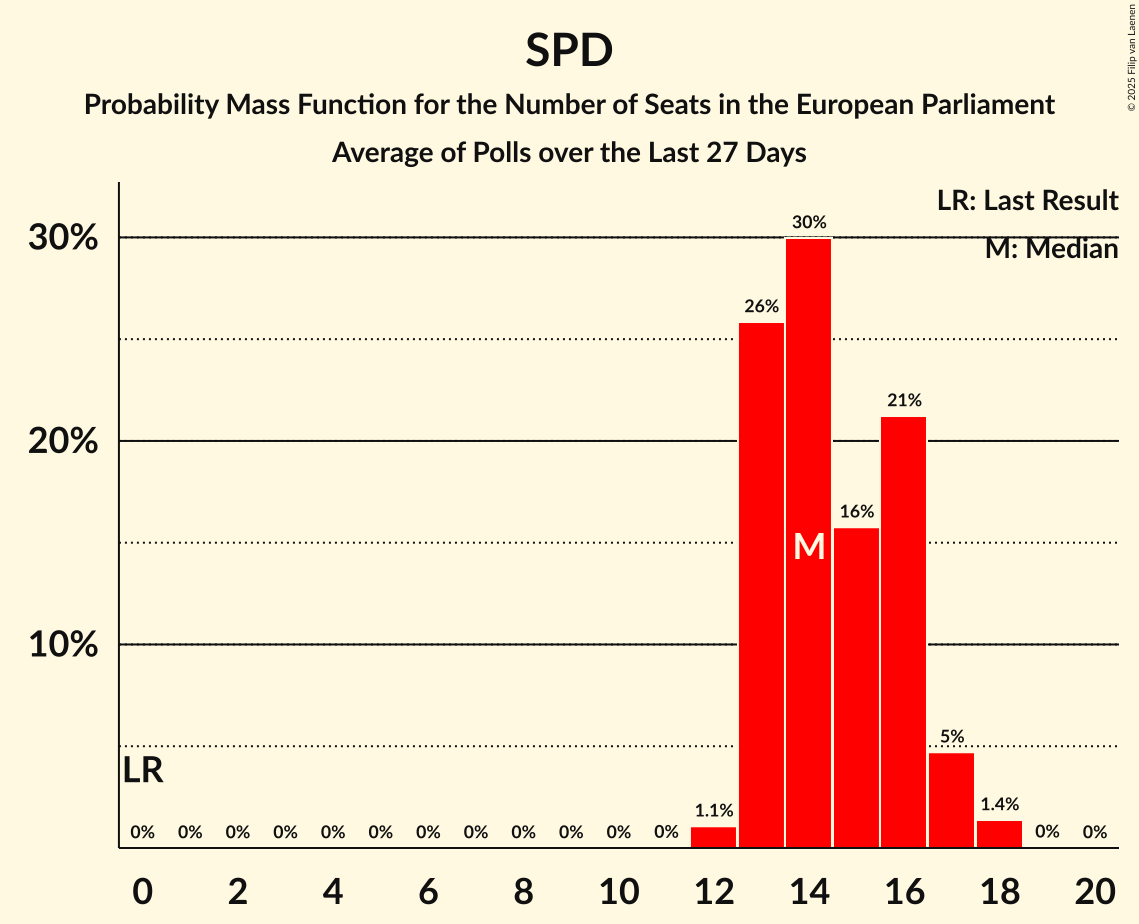 SPD
Probability Mass Function for the Number of Seats in the European Parliament
Average of Polls over the Last 27 Days
© 2025 Filip van Laenen
LR: Last Result
M: Median
30%
20%
10%
30%
26%
21%
16%
M
5%
LR
0% 0% 0% 0% 0% 0% 0% 0% 0% 0% 0% 0% 1.1% 1.4% 0% 0%
0 2 4 6 8 10 12 14 16 18 20